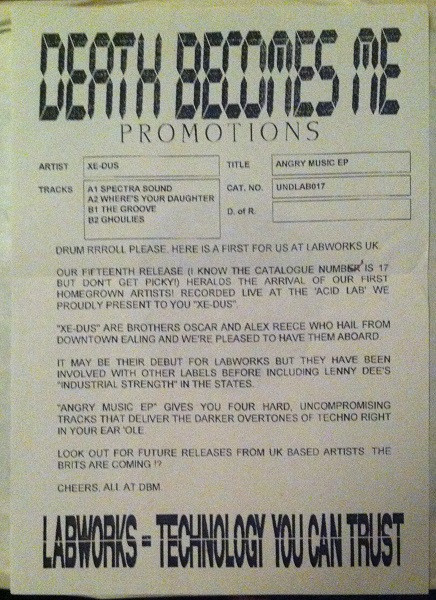 DEATH BECOMES ME
PROMOTIONS
ARTIST XE-DUS TITLE ANGRY MUSIC EP
TRACKS A1 SPECTRA SOUND CAT. NO. UNDLAB017
A2 WHERE'S YOUR DAUGHTER
B1 THE GROOVE D. of R.
B2 GHOULIES
DRUM RRROLL PLEASE. HERE IS A FIRST FOR US AT LABWORKS UK.
OUR FIFTEENTH RELEASE (I KNOW THE CATALOGUE NUMBER IS 17
BUT DON'T GET PICKY!) HERALDS THE ARRIVAL OF OUR FIRST
HOMEGROWN ARTISTS! RECORDED LIVE AT THE 'ACID LAB' WE
PROUDLY PRESENT TO YOU "XE-DUS".
"XE-DUS" ARE BROTHERS OSCAR AND ALEX REECE WHO HAIL FROM
DOWNTOWN EALING AND WE'RE PLEASED TO HAVE THEM ABOARD.
IT MAY BE THEIR DEBUT FOR LABWORKS BUT THEY HAVE BEEN
INVOLVED WITH OTHER LABELS BEFORE INCLUDING LENNY DEE'S
"INDUSTRIAL STRENGTH" IN THE STATES.
"ANGRY MUSIC EP" GIVES YOU FOUR HARD, UNCOMPROMISING
TRACKS THAT DELIVER THE DARKER OVERTONES OF TECHNO RIGHT
IN YOUR EAR 'OLE.
LOOK OUT FOR FUTURE RELEASES FROM UK BASED ARTISTS. THE
BRITS ARE COMING !?
CHEERS, ALL AT DBM.
LABWORKS = TECHNOLOGY YOU CAN TRUST